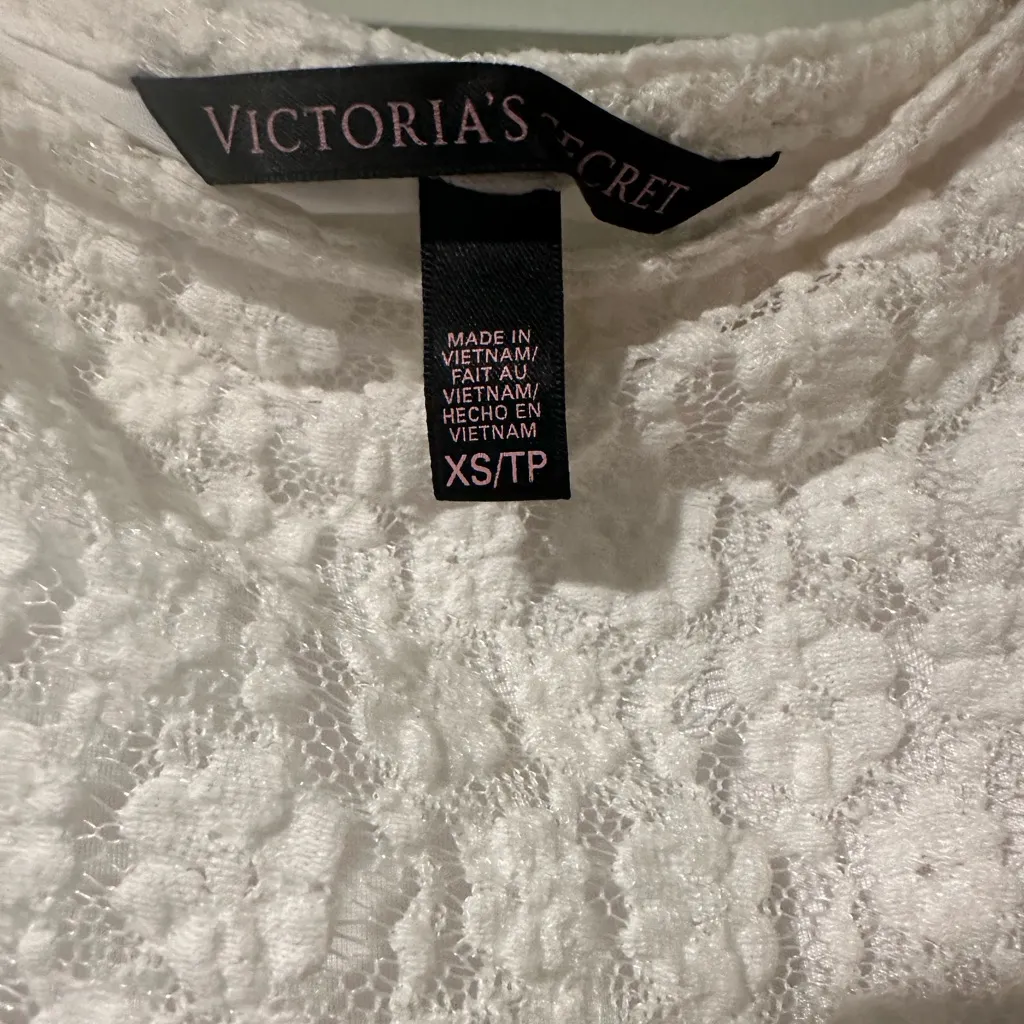 VICTORIA'S SECRET
MADE IN
VIETNAM/
FAIT AU
VIETNAM/
HECHO EN
VIETNAM
XS/TP